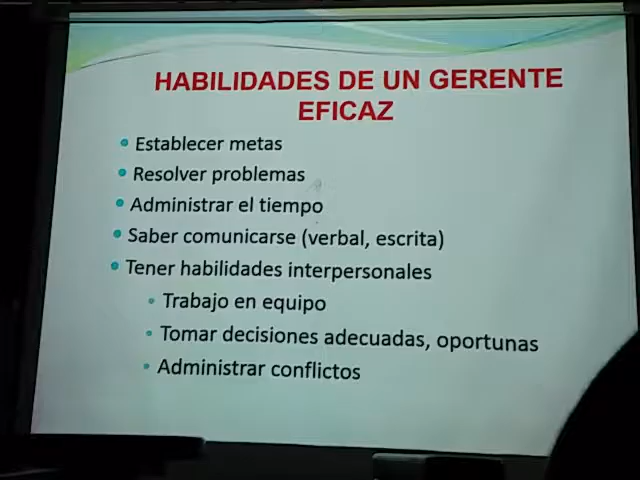 HABILIDADES DE UN GERENTE
EFICAZ
• Establecer metas
• Resolver problemas
• Administrar el tiempo
• Saber comunicarse (verbal, escrita)
• Tener habilidades interpersonales
• Trabajo en equipo
• Tomar decisiones adecuadas, oportunas
• Administrar conflictos